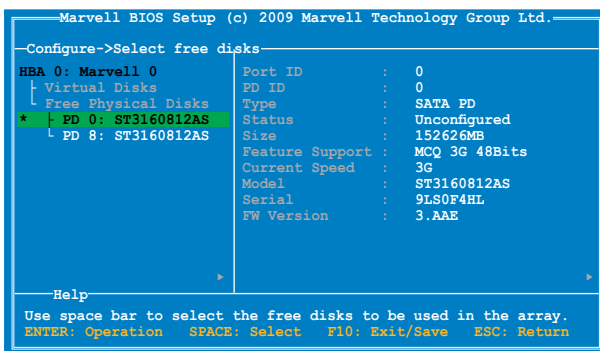 Marvell BIOS Setup (c) 2009 Marvell Technology Group Ltd.
Configure->Select free disks
HBA 0: Marvell 0
Virtual Disks
Free Physical Disks
* PD 0: ST3160812AS
PD 8: ST3160812AS
Port ID : 0
PD ID : 0
Type : SATA PD
Status : Unconfigured
Size : 152626MB
Feature Support : MCQ 3G 48Bits
Current Speed : 3G
Model : ST3160812AS
Serial : 9LS0F4HL
FW Version : 3.AAE
Help
Use space bar to select the free disks to be used in the array.
ENTER: Operation SPACE: Select F10: Exit/Save ESC: Return